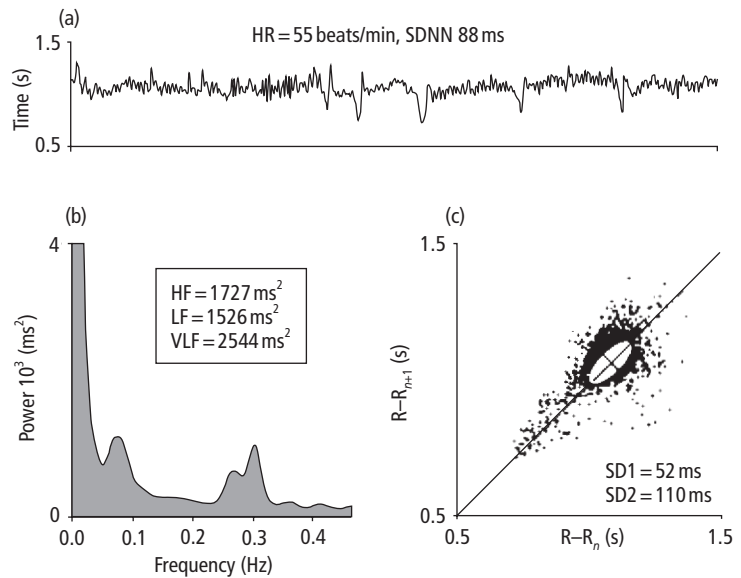 (a)
HR = 55 beats/min, SDNN 88 ms
1.5
Time (s)
0.5
(b)
4
Power 10³ (ms²)
0
HF = 1727 ms²
LF = 1526 ms²
VLF = 2544 ms²
0.0 0.1 0.2 0.3 0.4
Frequency (Hz)
(c)
1.5
R–Rₙ₊₁ (s)
0.5
SD1 = 52 ms
SD2 = 110 ms
0.5 1.5
R–Rₙ (s)